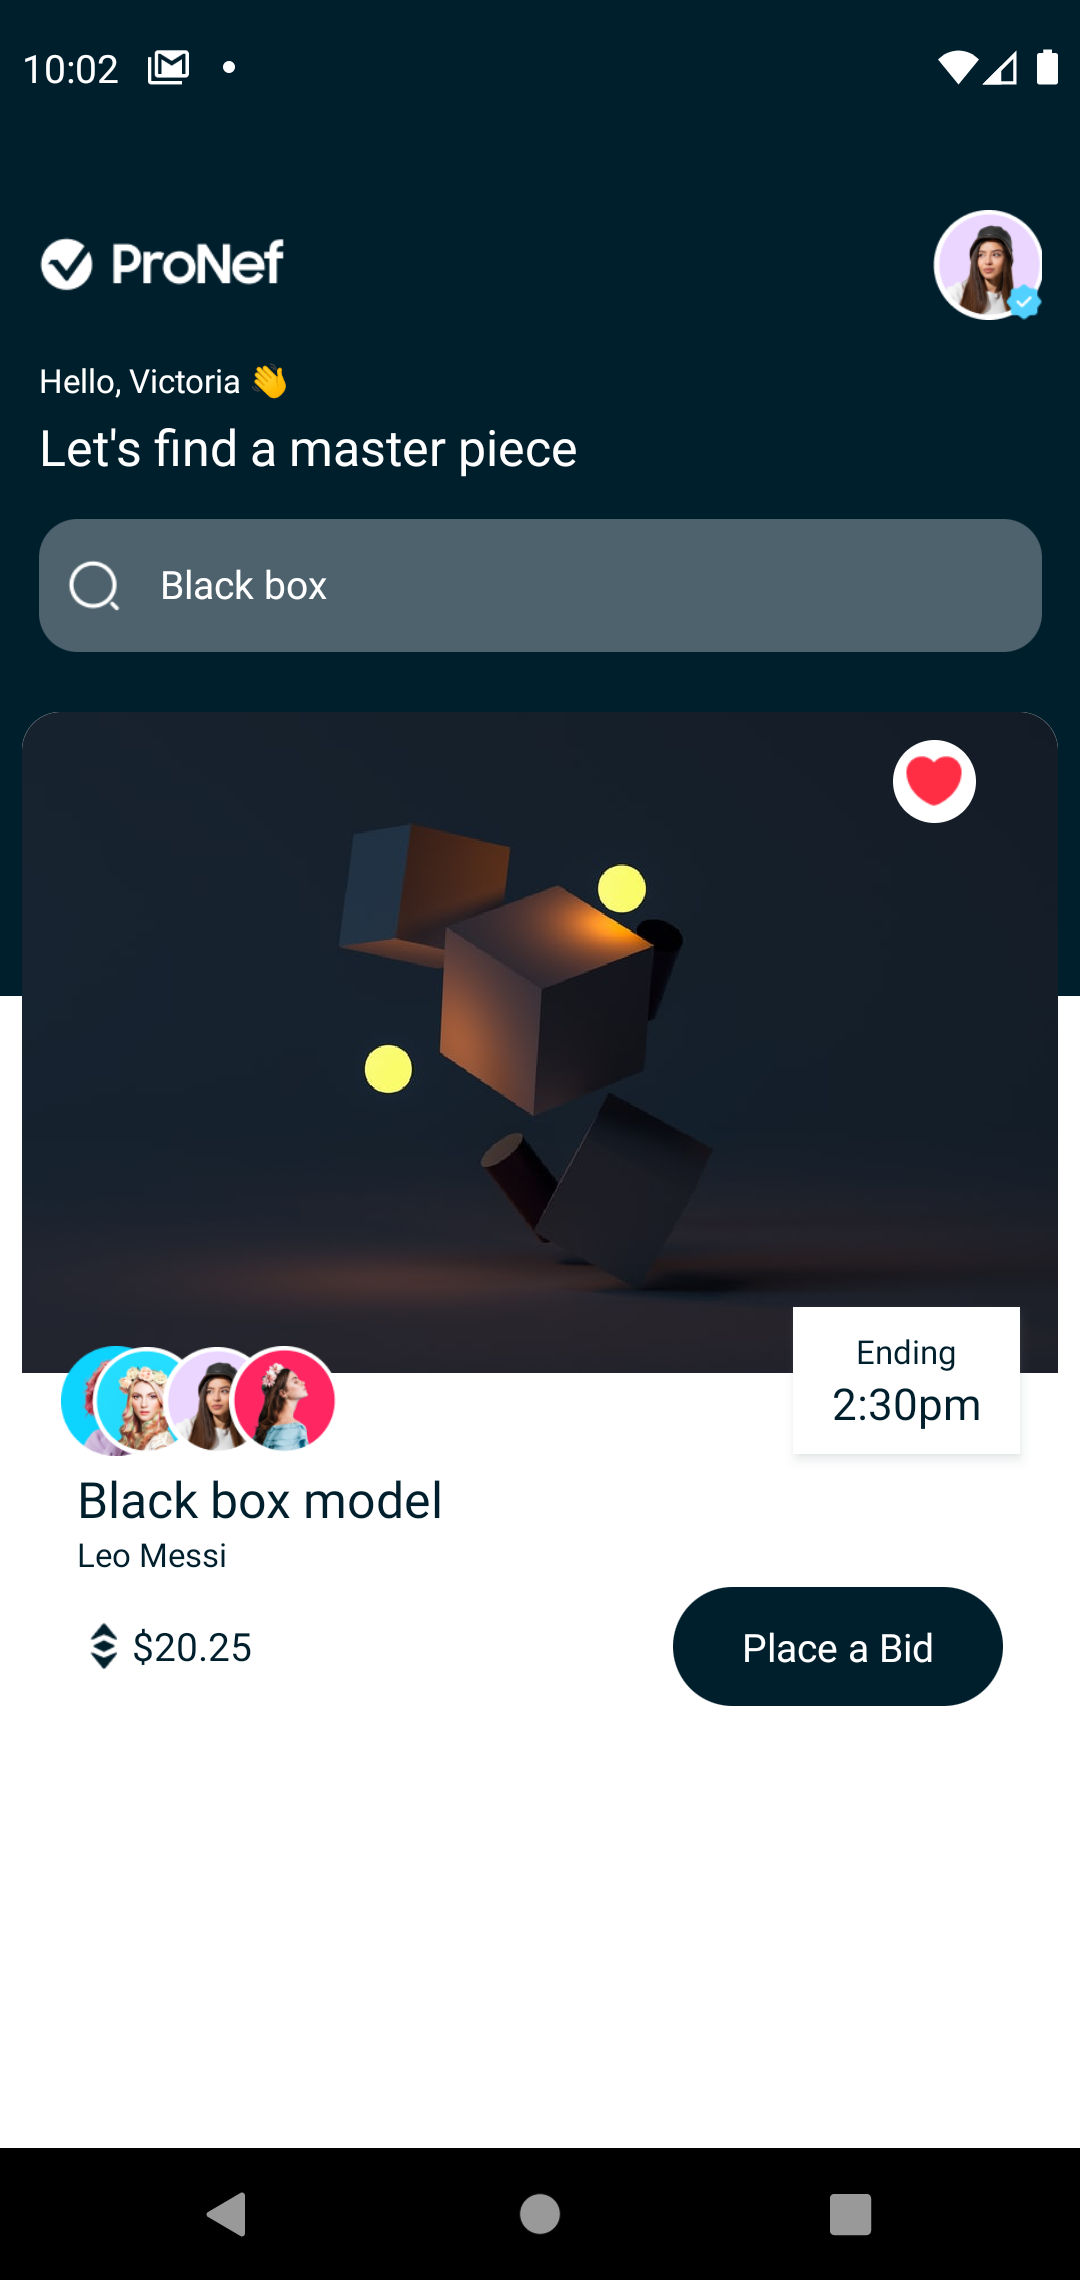 10:02
ProNef
Hello, Victoria 👋
Let's find a master piece
Black box
Ending
2:30pm
Black box model
Leo Messi
$20.25
Place a Bid